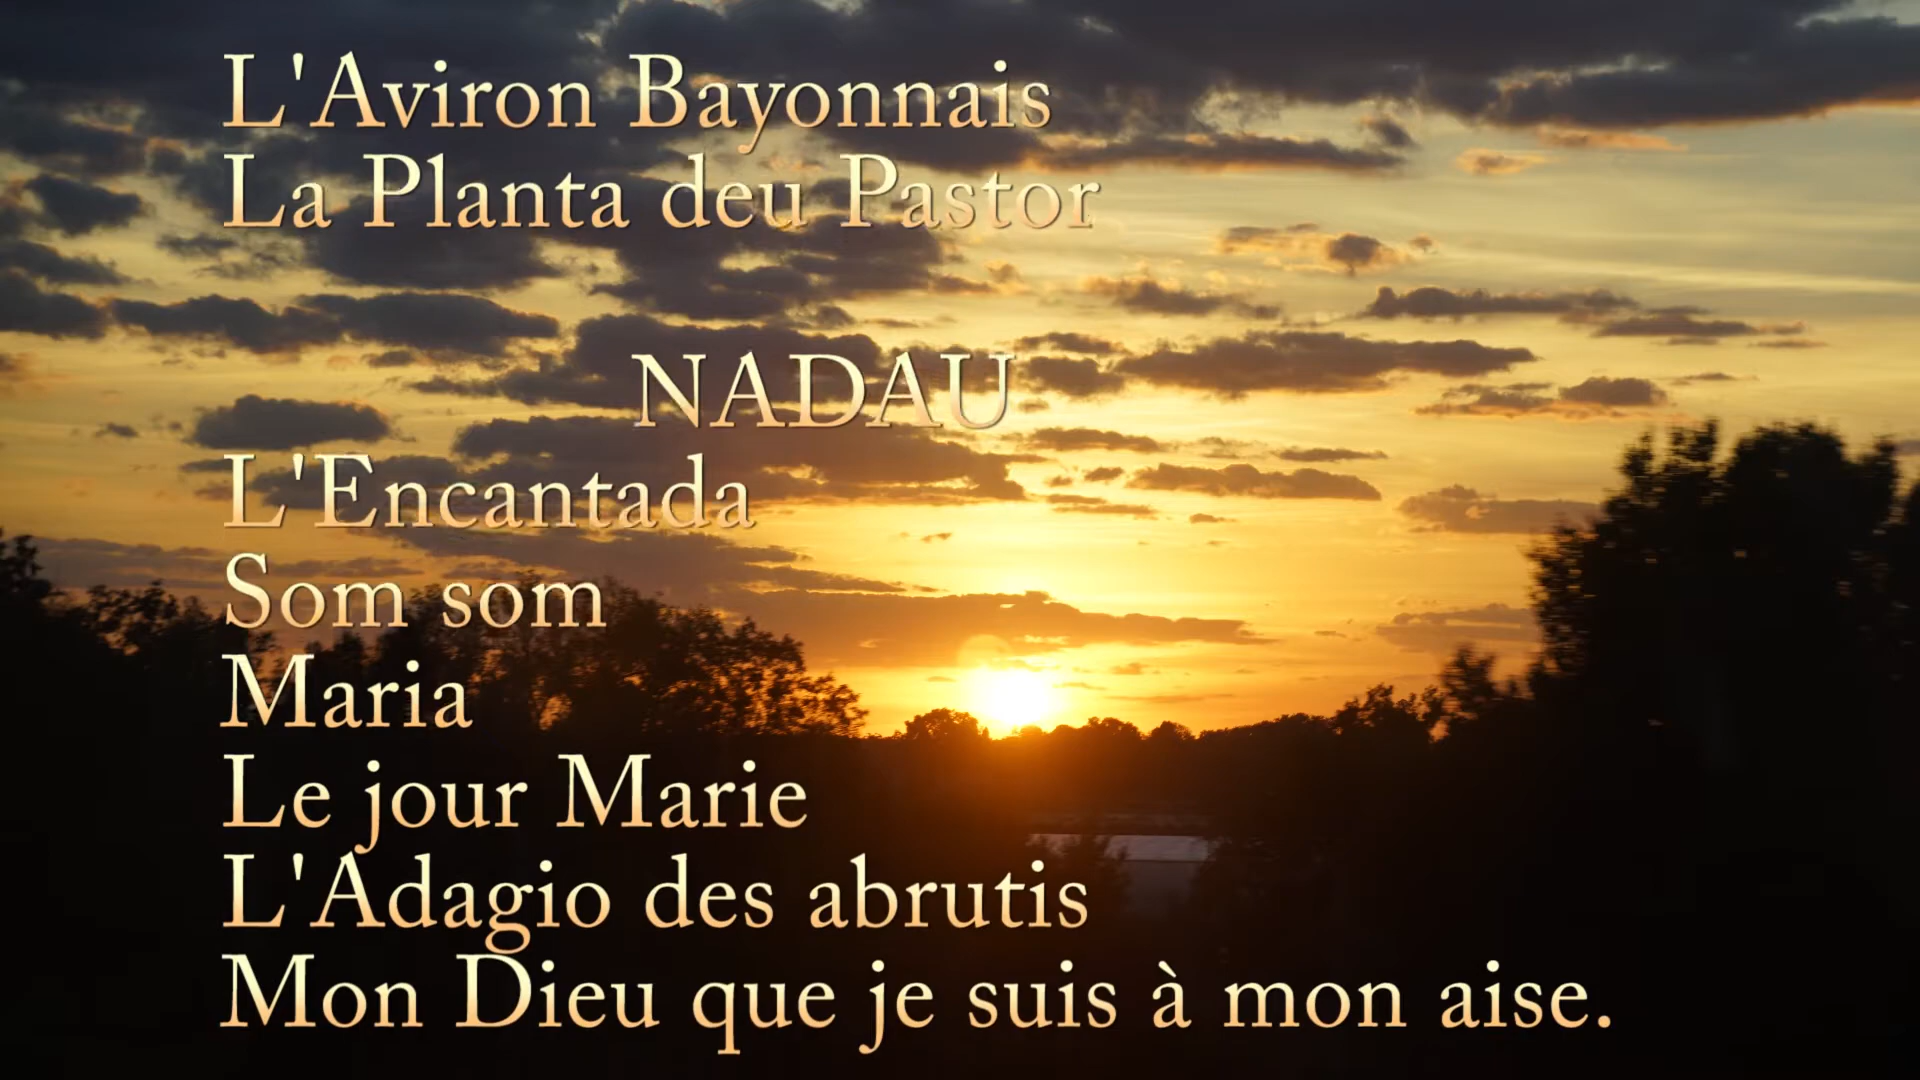 L'Aviron Bayonnais
La Planta deu Pastor
NADAU
L'Encantada
Som som
Maria
Le jour Marie
L'Adagio des abrutis
Mon Dieu que je suis à mon aise.